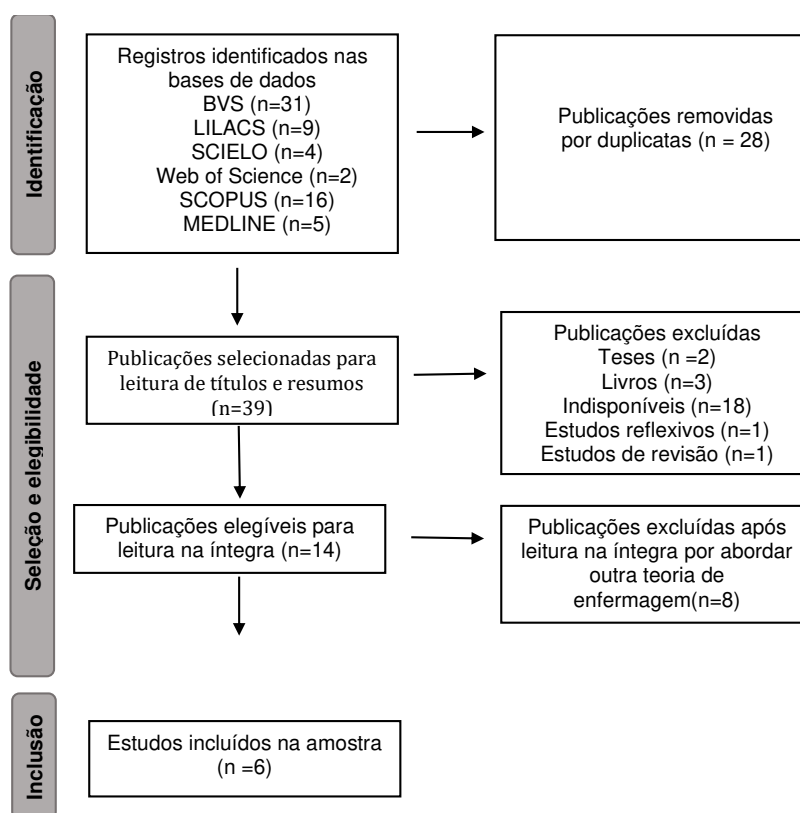 Identificação
Registros identificados nas
bases de dados
BVS (n=31)
LILACS (n=9)
SCIELO (n=4)
Web of Science (n=2)
SCOPUS (n=16)
MEDLINE (n=5)
Publicações removidas
por duplicatas (n = 28)
Seleção e elegibilidade
Publicações selecionadas para
leitura de títulos e resumos
(n=39)
Publicações excluídas
Teses (n =2)
Livros (n=3)
Indisponíveis (n=18)
Estudos reflexivos (n=1)
Estudos de revisão (n=1)
Publicações elegíveis para
leitura na íntegra (n=14)
Publicações excluídas após
leitura na íntegra por abordar
outra teoria de
enfermagem(n=8)
Inclusão
Estudos incluídos na amostra
(n =6)